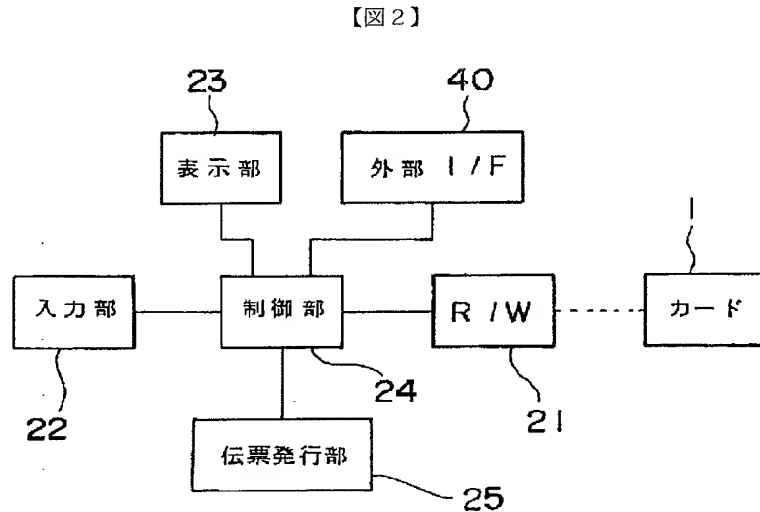 【図2】
23
40
表示部
外部 I/F
1
入力部
制御部
R/W
カード
22
24
21
伝票発行部
25